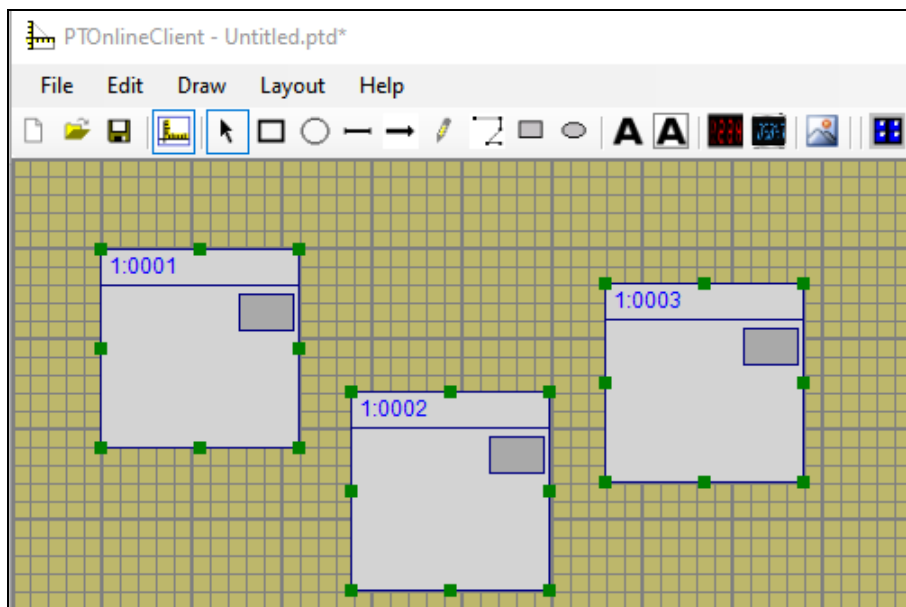 PTOnlineClient - Untitled.ptd*
File Edit Draw Layout Help
A A
1:0001
1:0003
1:0002